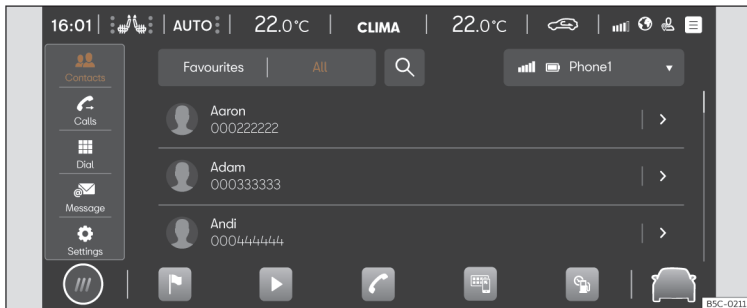 16:01 AUTO 22.0°C CLIMA 22.0°C
Contacts
Favourites All Phone1
Calls
Aaron
000222222
Dial
Adam
000333333
Message
Andi
000444444
Settings
B5C-0211